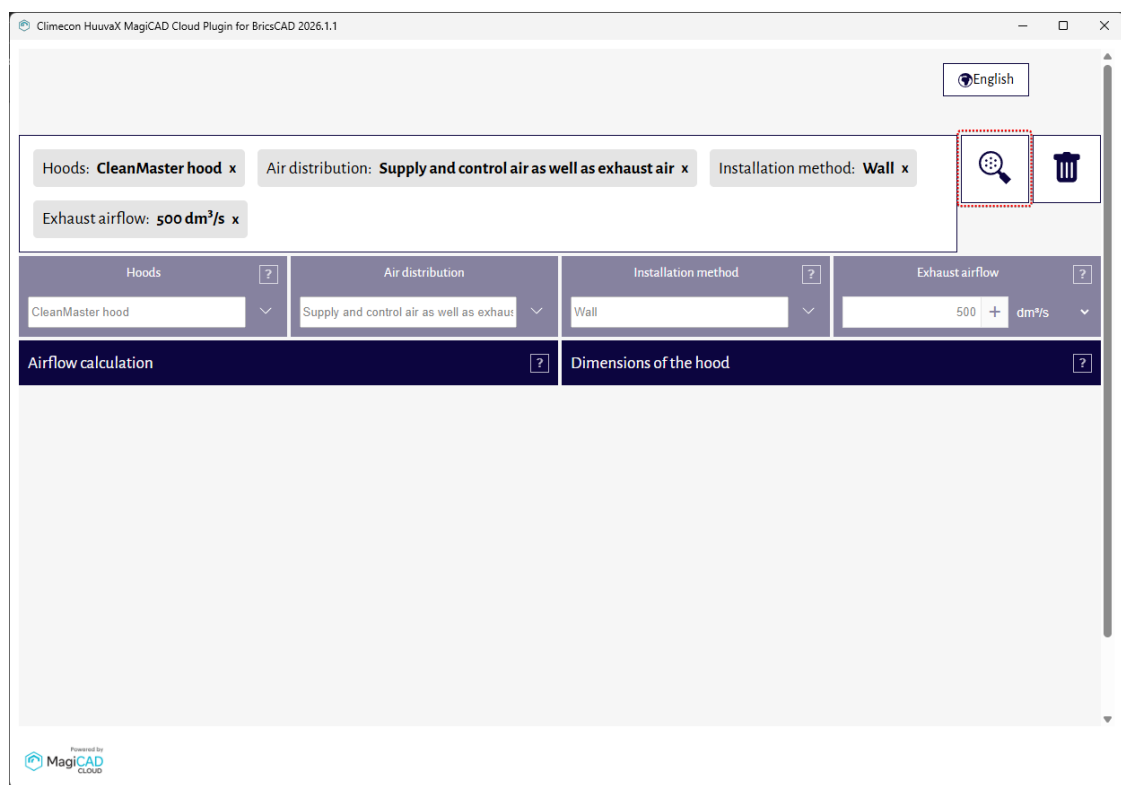 Climecon HuuvaX MagiCAD Cloud Plugin for BricsCAD 2026.1.1
English
Hoods: CleanMaster hood x Air distribution: Supply and control air as well as exhaust air x Installation method: Wall x
Exhaust airflow: 500 dm³/s x
Hoods ? Air distribution Installation method ? Exhaust airflow ?
CleanMaster hood Supply and control air as well as exhaus Wall 500 + dm³/s
Airflow calculation ? Dimensions of the hood ?
Powered by
MagiCAD
CLOUD